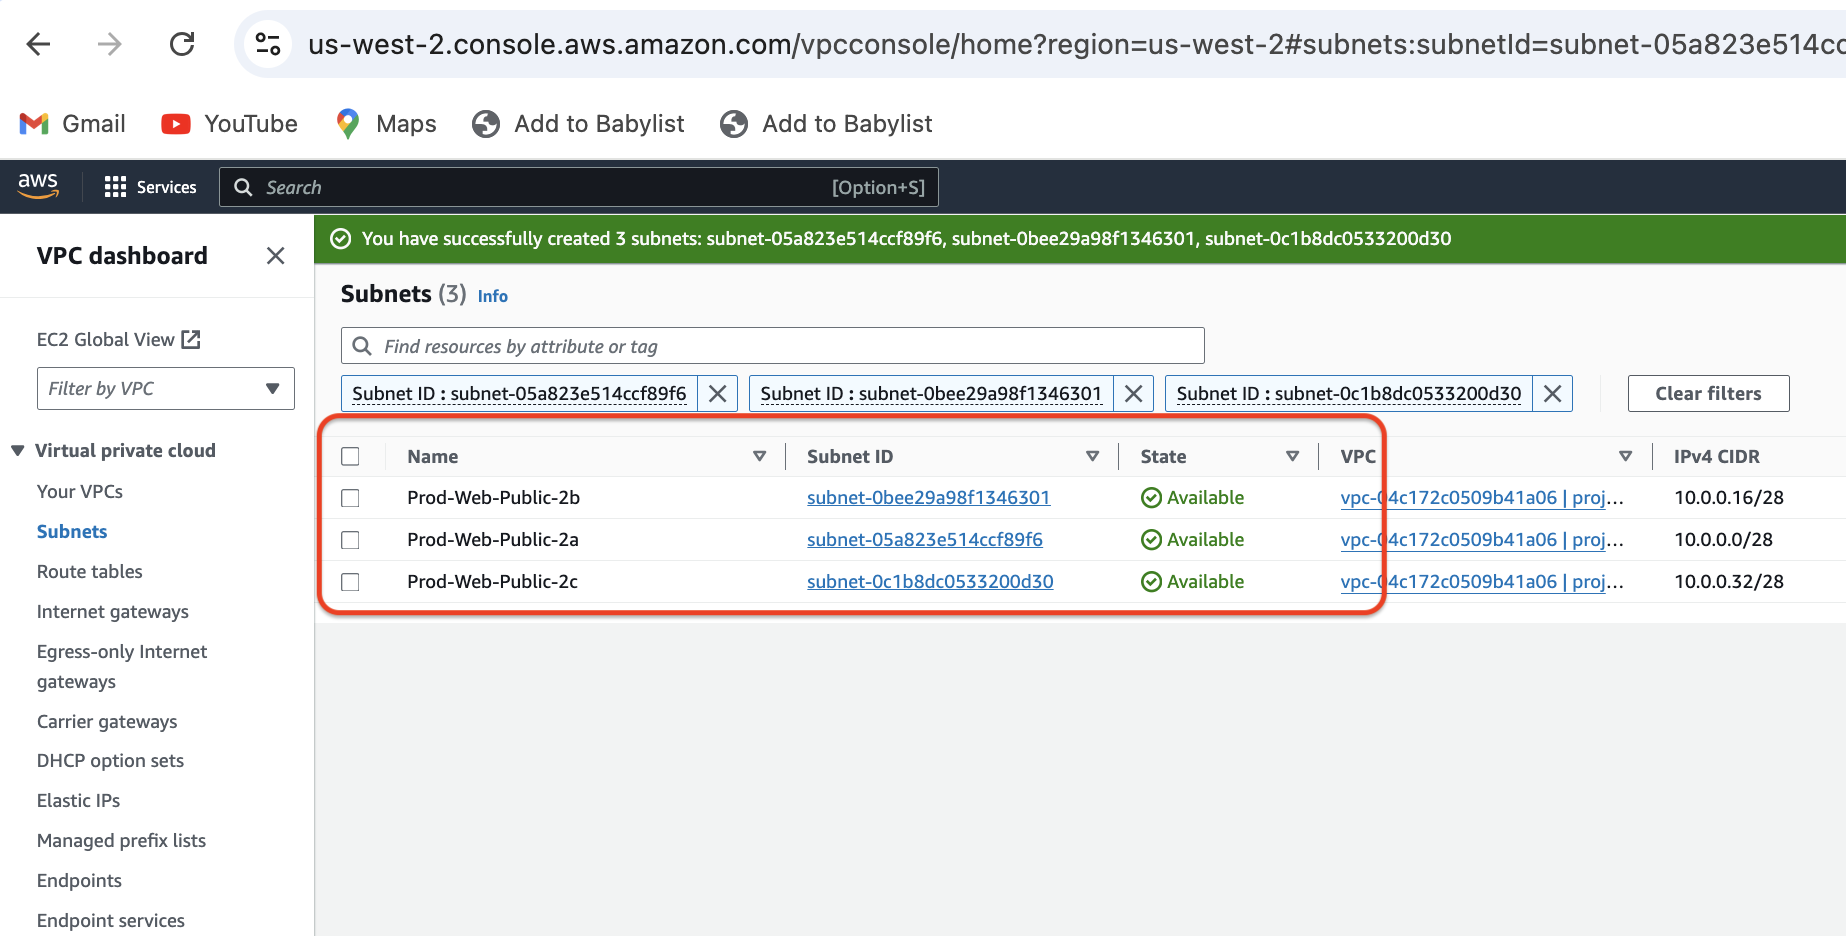 us-west-2.console.aws.amazon.com/vpcconsole/home?region=us-west-2#subnets:subnetId=subnet-05a823e514cc
Gmail YouTube Maps Add to Babylist Add to Babylist
aws Services Search [Option+S]
VPC dashboard
EC2 Global View
Filter by VPC
Virtual private cloud
Your VPCs
Subnets
Route tables
Internet gateways
Egress-only Internet
gateways
Carrier gateways
DHCP option sets
Elastic IPs
Managed prefix lists
Endpoints
Endpoint services
You have successfully created 3 subnets: subnet-05a823e514ccf89f6, subnet-0bee29a98f1346301, subnet-0c1b8dc0533200d30
Subnets (3) Info
Find resources by attribute or tag
Subnet ID : subnet-05a823e514ccf89f6 Subnet ID : subnet-0bee29a98f1346301 Subnet ID : subnet-0c1b8dc0533200d30 Clear filters
Name Subnet ID State VPC IPv4 CIDR
Prod-Web-Public-2b subnet-0bee29a98f1346301 Available vpc-04c172c0509b41a06 | proj... 10.0.0.16/28
Prod-Web-Public-2a subnet-05a823e514ccf89f6 Available vpc-04c172c0509b41a06 | proj... 10.0.0.0/28
Prod-Web-Public-2c subnet-0c1b8dc0533200d30 Available vpc-04c172c0509b41a06 | proj... 10.0.0.32/28